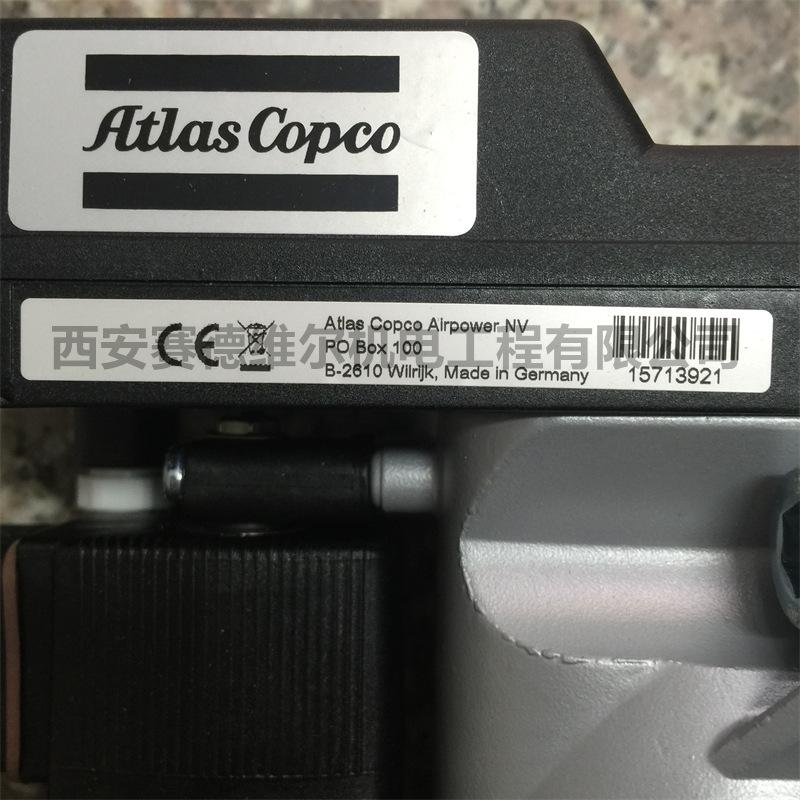 Atlas Copco
Atlas Copco Airpower NV
PO Box 100
B-2610 Wilrijk, Made in Germany
CE
15713921
西安赛德维尔机电工程有限公司